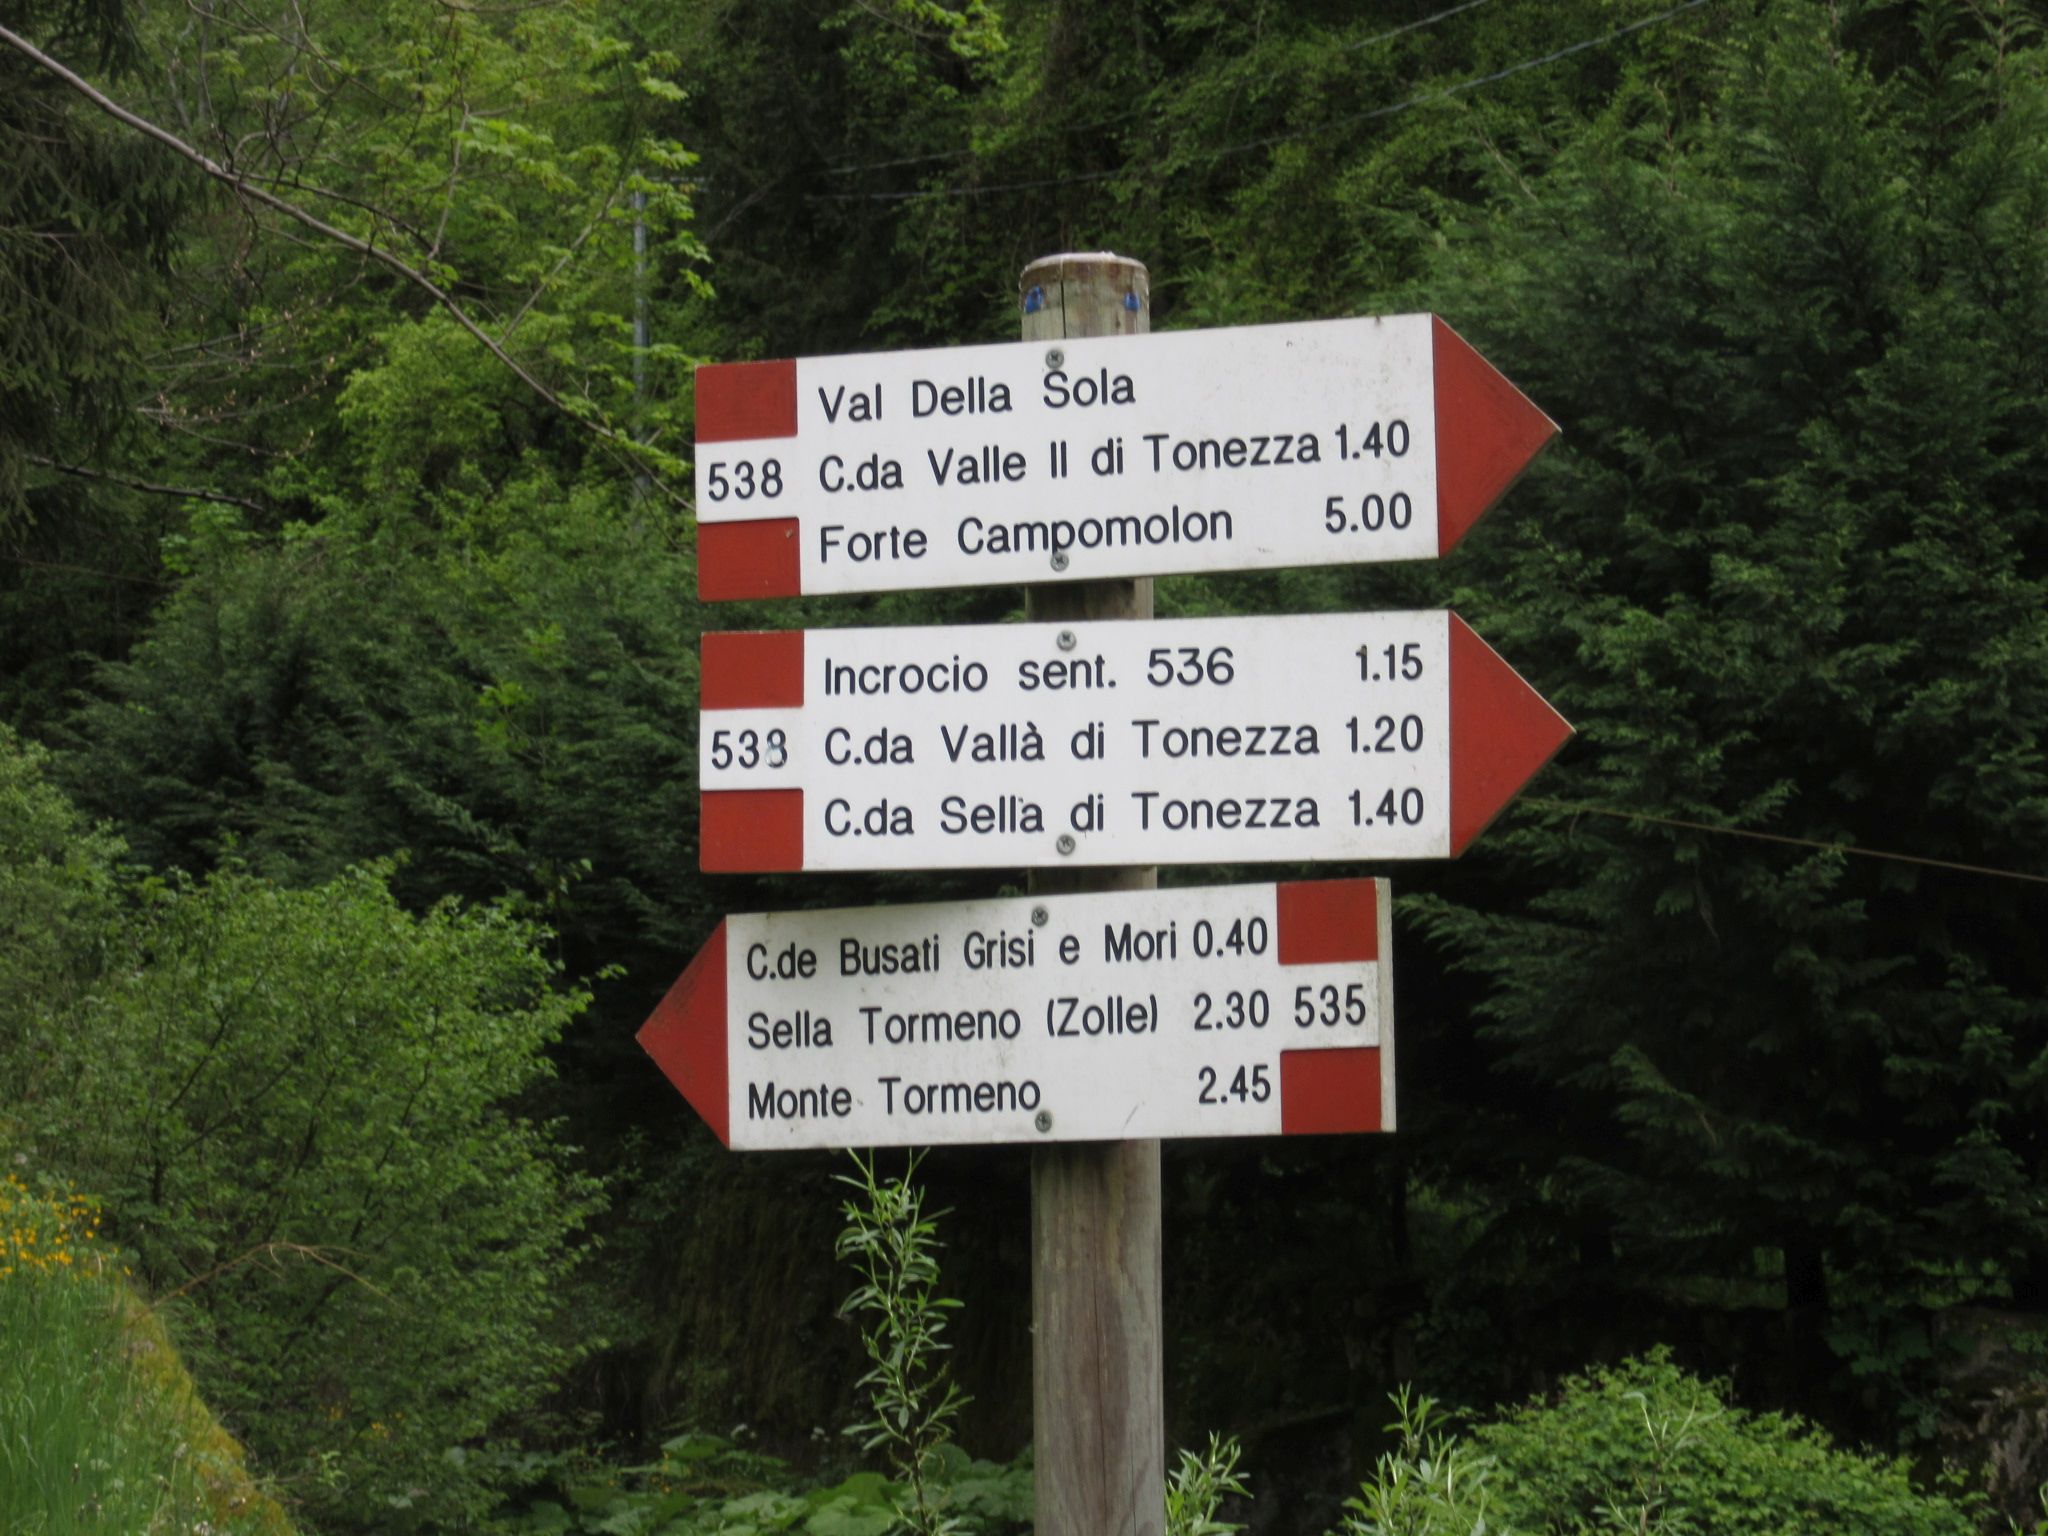 Val Della Sola
538 C.da Valle II di Tonezza 1.40
Forte Campomolon 5.00
Incrocio sent. 536 1.15
538 C.da Vallà di Tonezza 1.20
C.da Sella di Tonezza 1.40
C.de Busati Grisi e Mori 0.40
Sella Tormeno (Zolle) 2.30 535
Monte Tormeno 2.45